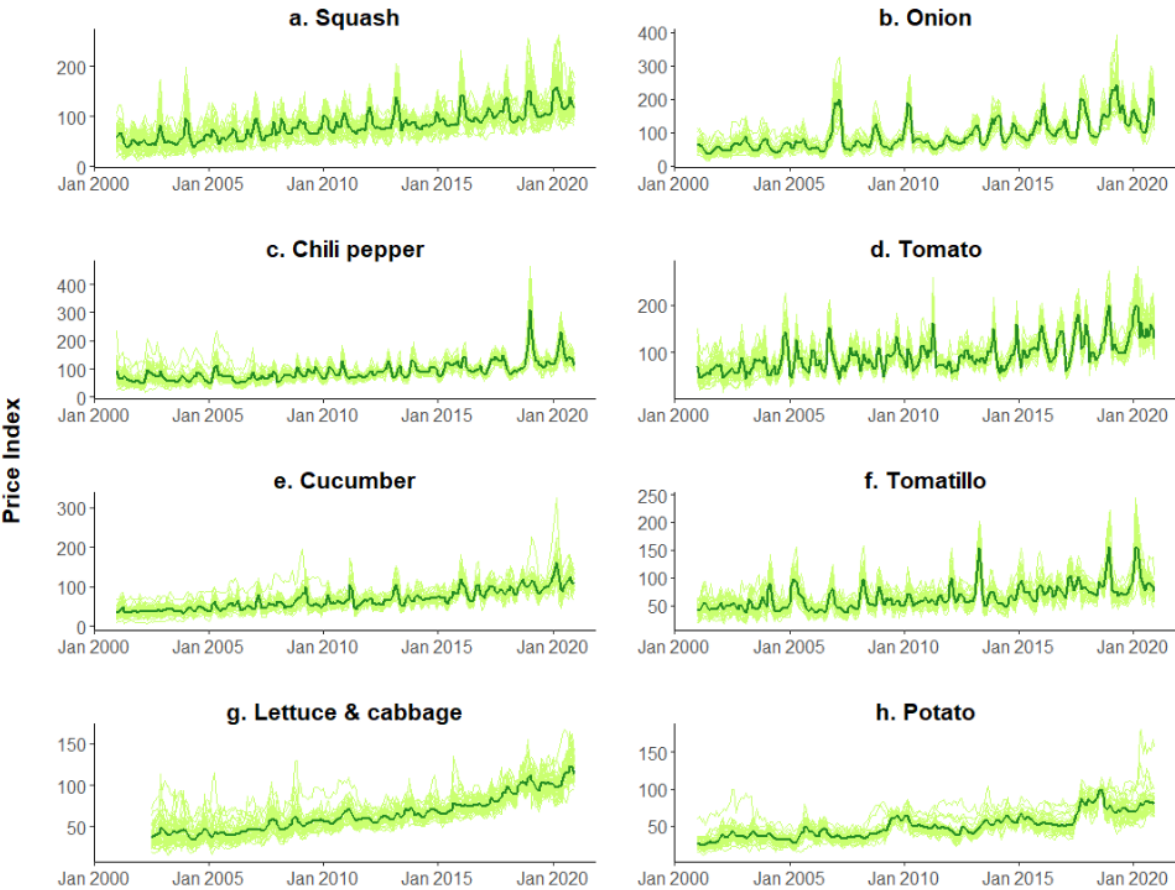 a. Squash
200
100
0
Jan 2000 Jan 2005 Jan 2010 Jan 2015 Jan 2020
b. Onion
400
300
200
100
0
Jan 2000 Jan 2005 Jan 2010 Jan 2015 Jan 2020
c. Chili pepper
400
300
200
100
0
Jan 2000 Jan 2005 Jan 2010 Jan 2015 Jan 2020
d. Tomato
200
100
Jan 2000 Jan 2005 Jan 2010 Jan 2015 Jan 2020
Price Index
e. Cucumber
300
200
100
0
Jan 2000 Jan 2005 Jan 2010 Jan 2015 Jan 2020
f. Tomatillo
250
200
150
100
50
Jan 2000 Jan 2005 Jan 2010 Jan 2015 Jan 2020
g. Lettuce & cabbage
150
100
50
Jan 2000 Jan 2005 Jan 2010 Jan 2015 Jan 2020
h. Potato
150
100
50
Jan 2000 Jan 2005 Jan 2010 Jan 2015 Jan 2020